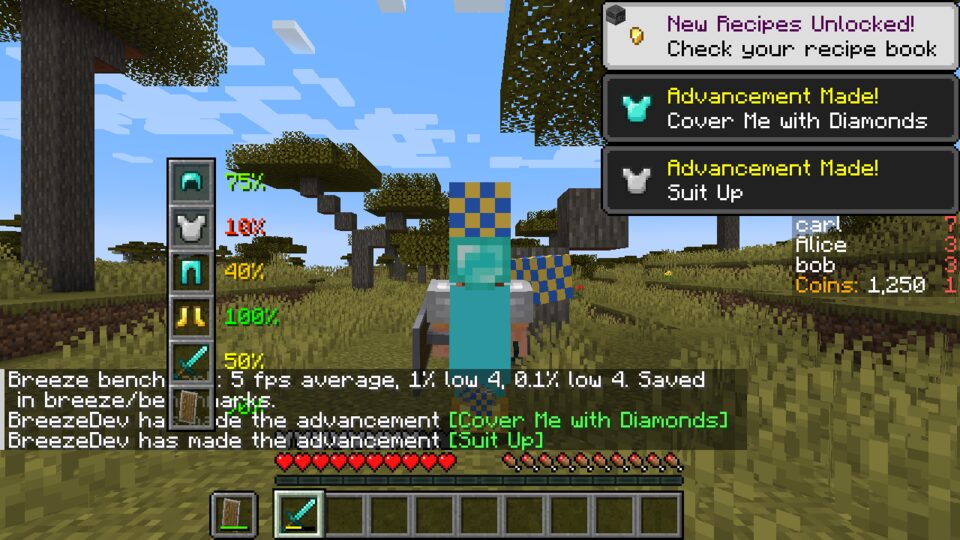 New Recipes Unlocked!
Check your recipe book
Advancement Made!
Cover Me with Diamonds
Advancement Made!
Suit Up
75%
10%
40%
100%
50%
carl 7
Alice 3
bob 3
Coins: 1,250 1
Breeze bench : 5 fps average, 1% low 4, 0.1% low 4. Saved
in breeze/be marks.
BreezeDev ha de the advancement [Cover Me with Diamonds]
BreezeDev has made the advancement [Suit Up]